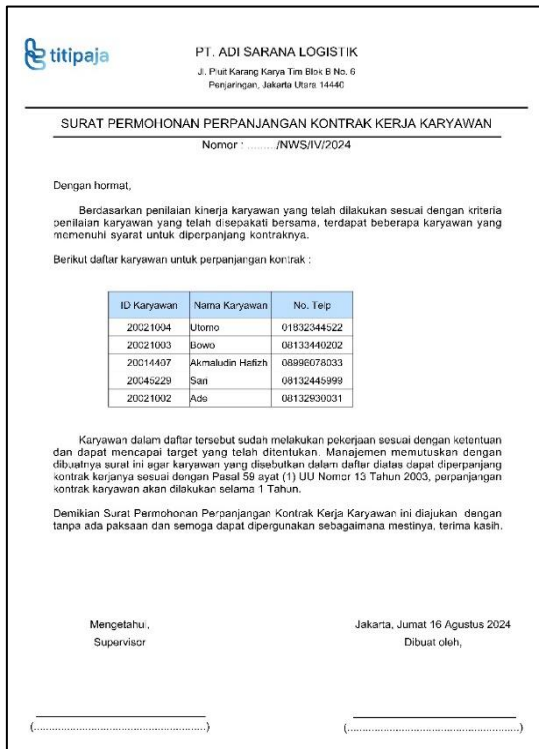 titipaja
PT. ADI SARANA LOGISTIK
Jl. Pluit Karang Karya Tim Blok B No. 6
Penjaringan, Jakarta Utara 14440
SURAT PERMOHONAN PERPANJANGAN KONTRAK KERJA KARYAWAN
Nomor : ......../NWS/IV/2024
Dengan hormat,
Berdasarkan penilaian kinerja karyawan yang telah dilakukan sesuai dengan kriteria
penilaian karyawan yang telah disepakati bersama, terdapat beberapa karyawan yang
memenuhi syarat untuk diperpanjang kontraknya.
Berikut daftar karyawan untuk perpanjangan kontrak :
ID Karyawan Nama Karyawan No. Telp
20021004 Utomo 01832344522
20021003 Bowo 08133440202
20014407 Akmaludin Hafizh 08996078033
20045229 Sari 08132445999
20021002 Ade 08132930031
Karyawan dalam daftar tersebut sudah melakukan pekerjaan sesuai dengan ketentuan
dan dapat mencapai target yang telah ditentukan. Manajemen memutuskan dengan
dibuatnya surat ini agar karyawan yang disebutkan dalam daftar diatas dapat diperpanjang
kontrak kerjanya sesuai dengan Pasal 59 ayat (1) UU Nomor 13 Tahun 2003, perpanjangan
kontrak karyawan akan dilakukan selama 1 Tahun.
Demikian Surat Permohonan Perpanjangan Kontrak Kerja Karyawan ini diajukan dengan
tanpa ada paksaan dan semoga dapat dipergunakan sebagaimana mestinya, terima kasih.
Mengetahui,
Supervisor
Jakarta, Jumat 16 Agustus 2024
Dibuat oleh,
(......................................................)
(......................................................)